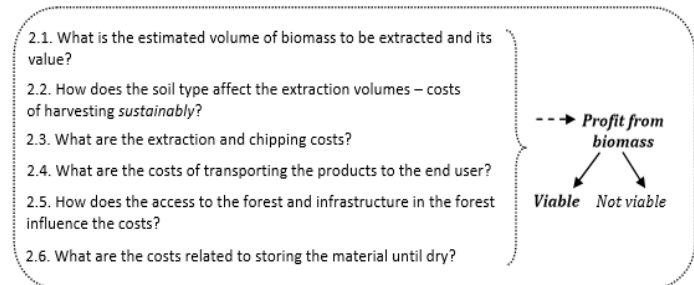 2.1. What is the estimated volume of biomass to be extracted and its
value?
2.2. How does the soil type affect the extraction volumes – costs
of harvesting sustainably?
2.3. What are the extraction and chipping costs?
2.4. What are the costs of transporting the products to the end user?
2.5. How does the access to the forest and infrastructure in the forest
influence the costs?
2.6. What are the costs related to storing the material until dry?
Profit from
biomass
Viable Not viable